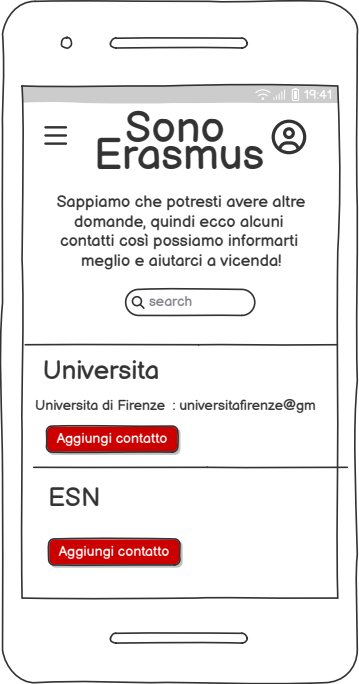 19:41
Sono
Erasmus
Sappiamo che potresti avere altre
domande, quindi ecco alcuni
contatti così possiamo informarti
meglio e aiutarci a vicenda!
search
Universita
Universita di Firenze : universitafirenze@gm
Aggiungi contatto
ESN
Aggiungi contatto